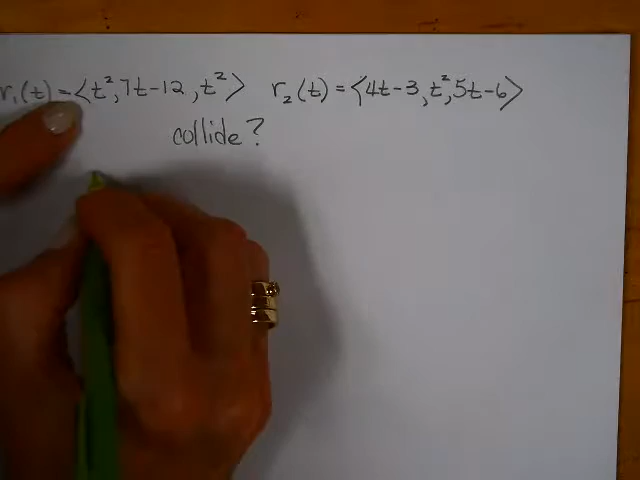 r₁(t) = ⟨t², 7t-12, t²⟩ r₂(t) = ⟨4t-3, t², 5t-6⟩
collide?